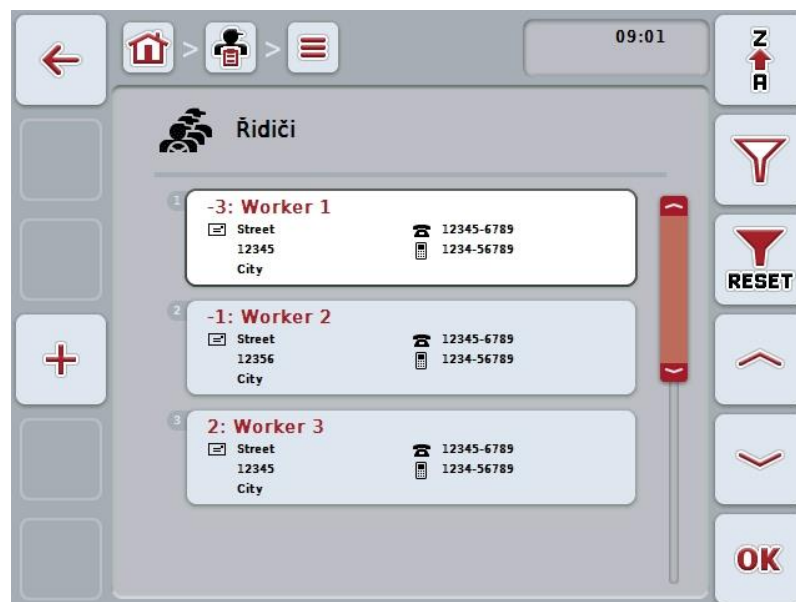 09:01
Z
A
Řidiči
1
-3: Worker 1
Street
12345
City
12345-6789
1234-56789
RESET
2
-1: Worker 2
Street
12356
City
12345-6789
1234-56789
3
2: Worker 3
Street
12345
City
12345-6789
1234-56789
OK